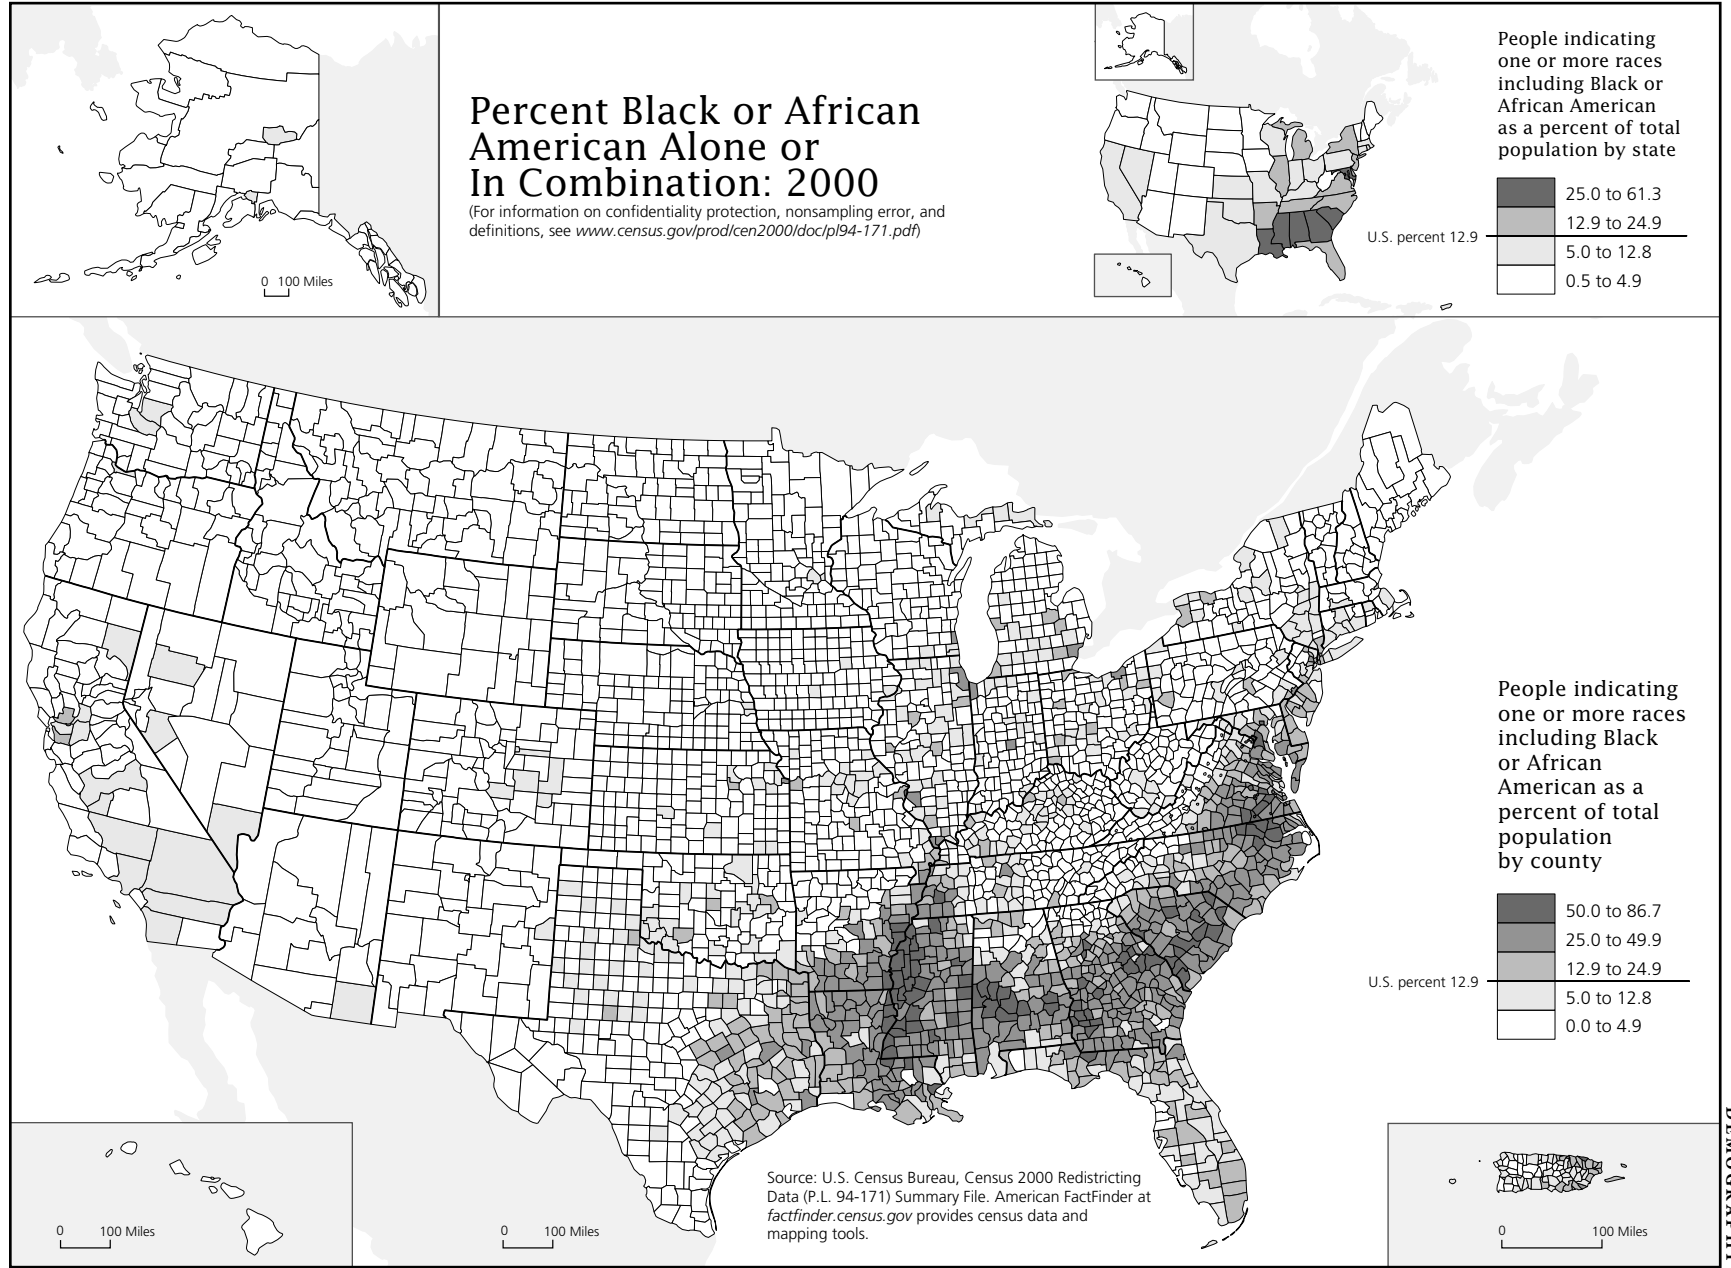 Percent Black or African
American Alone or
In Combination: 2000
(For information on confidentiality protection, nonsampling error, and
definitions, see www.census.gov/prod/cen2000/doc/pl94-171.pdf)
0 100 Miles
People indicating
one or more races
including Black or
African American
as a percent of total
population by state
25.0 to 61.3
12.9 to 24.9
U.S. percent 12.9
5.0 to 12.8
0.5 to 4.9
People indicating
one or more races
including Black
or African
American as a
percent of total
population
by county
50.0 to 86.7
25.0 to 49.9
12.9 to 24.9
U.S. percent 12.9
5.0 to 12.8
0.0 to 4.9
Source: U.S. Census Bureau, Census 2000 Redistricting
Data (P.L. 94-171) Summary File. American FactFinder at
factfinder.census.gov provides census data and
mapping tools.
0 100 Miles
0 100 Miles
0 100 Miles